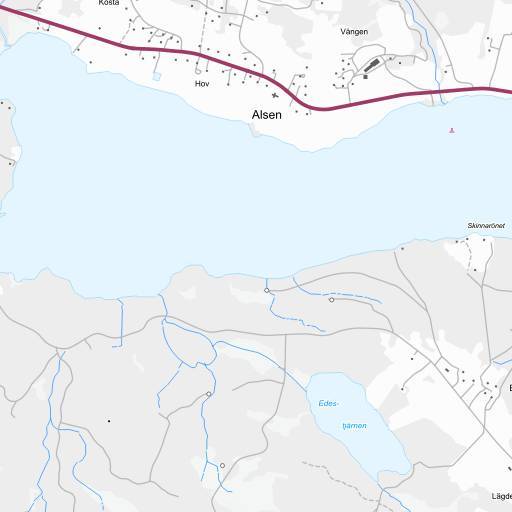 Kosta
Vången
Hov
Alsen
Skinnarönet
Edes-
tjärnen
Lägde